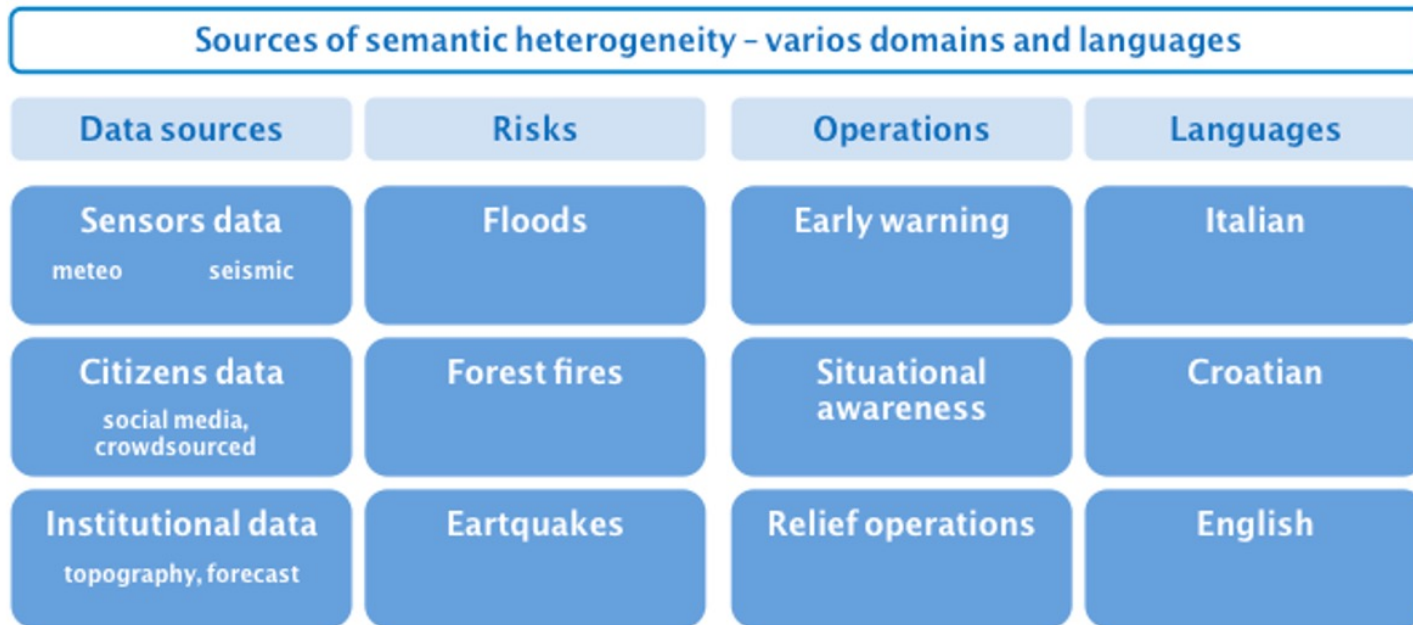 Sources of semantic heterogeneity – varios domains and languages
Data sources
Risks
Operations
Languages
Sensors data
meteo seismic
Floods
Early warning
Italian
Citizens data
social media,
crowdsourced
Forest fires
Situational
awareness
Croatian
Institutional data
topography, forecast
Eartquakes
Relief operations
English